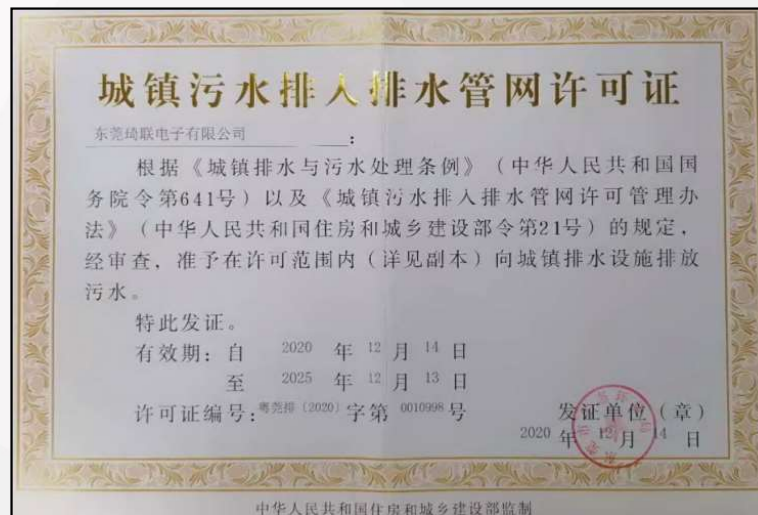 城镇污水排入排水管网许可证
东莞琦联电子有限公司：
根据《城镇排水与污水处理条例》（中华人民共和国国
务院令第641号）以及《城镇污水排入排水管网许可管理办
法》（中华人民共和国住房和城乡建设部令第21号）的规定，
经审查，准予在许可范围内（详见副本）向城镇排水设施排放
污水。
特此发证。
有效期：自 2020 年 12 月 14 日
至 2025 年 12 月 13 日
许可证编号：粤莞排〔2020〕字第 0010998 号
发证单位（章）
2020 年 12 月 14 日
中华人民共和国住房和城乡建设部监制